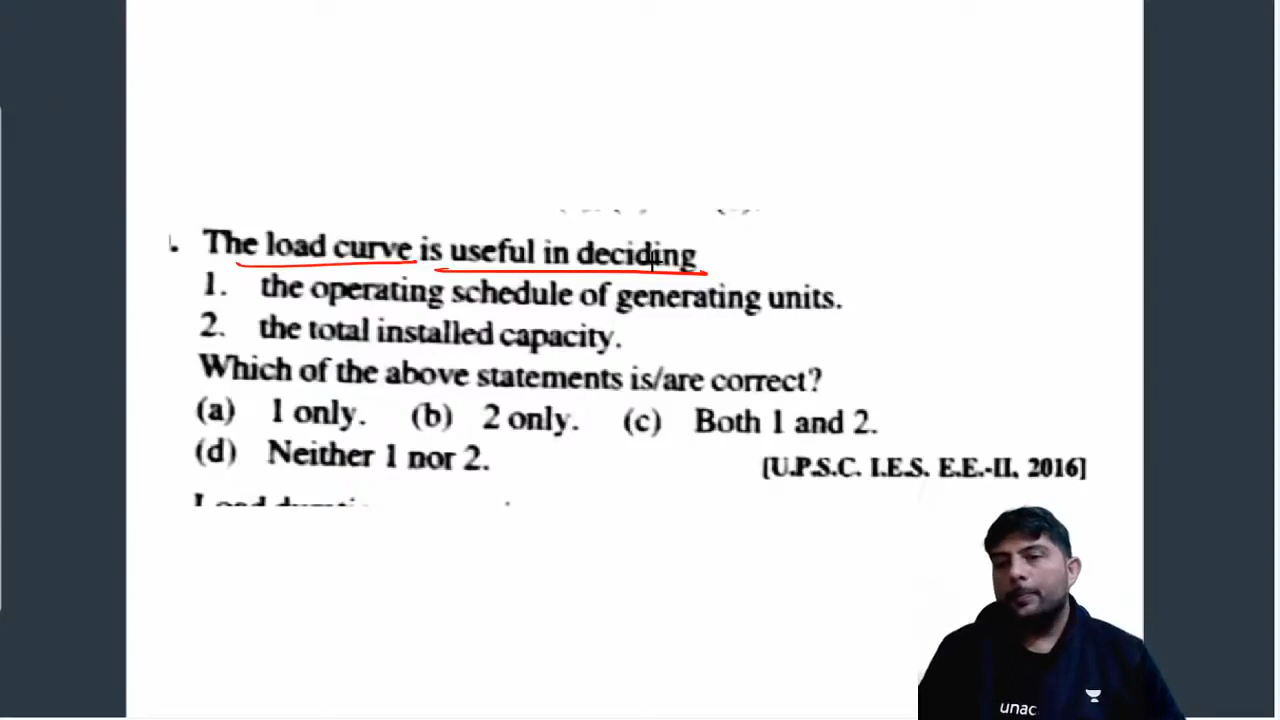 . The load curve is useful in deciding
1. the operating schedule of generating units.
2. the total installed capacity.
Which of the above statements is/are correct?
(a) 1 only. (b) 2 only. (c) Both 1 and 2.
(d) Neither 1 nor 2.
[U.P.S.C. I.E.S. E.E.-II, 2016]
unac